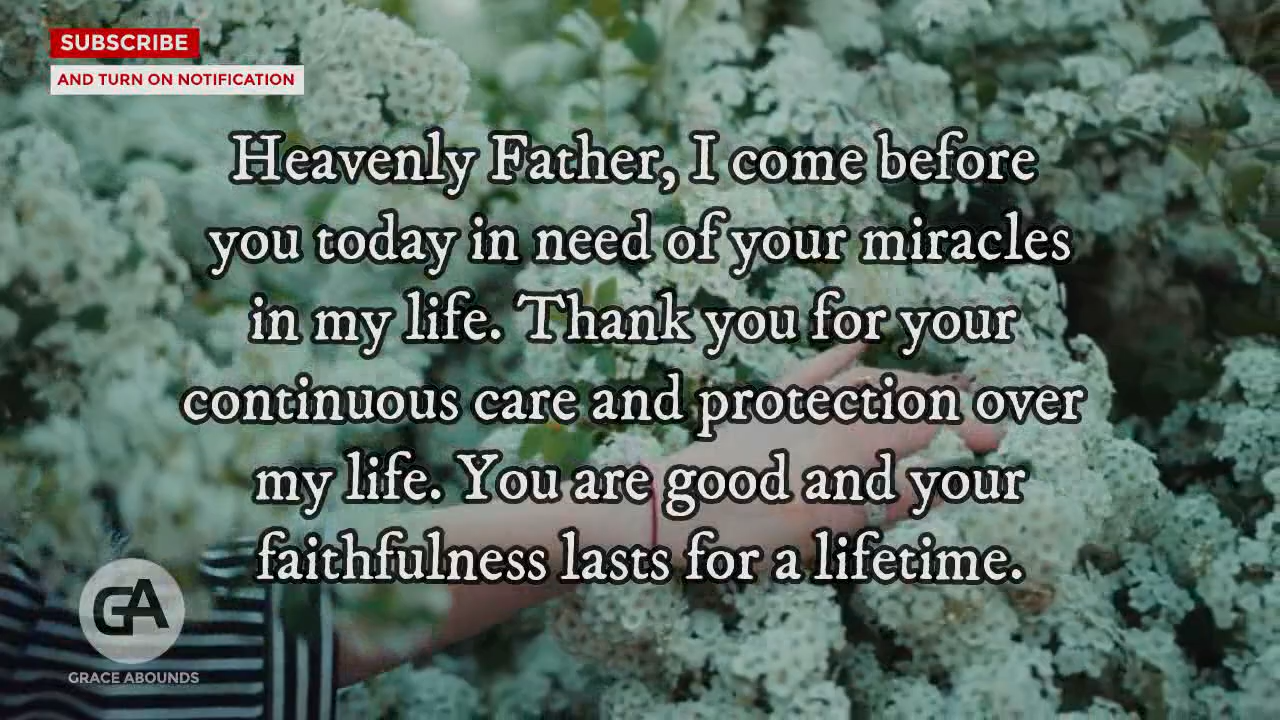 SUBSCRIBE
AND TURN ON NOTIFICATION
Heavenly Father, I come before
you today in need of your miracles
in my life. Thank you for your
continuous care and protection over
my life. You are good and your
faithfulness lasts for a lifetime.
GA
GRACE ABOUNDS